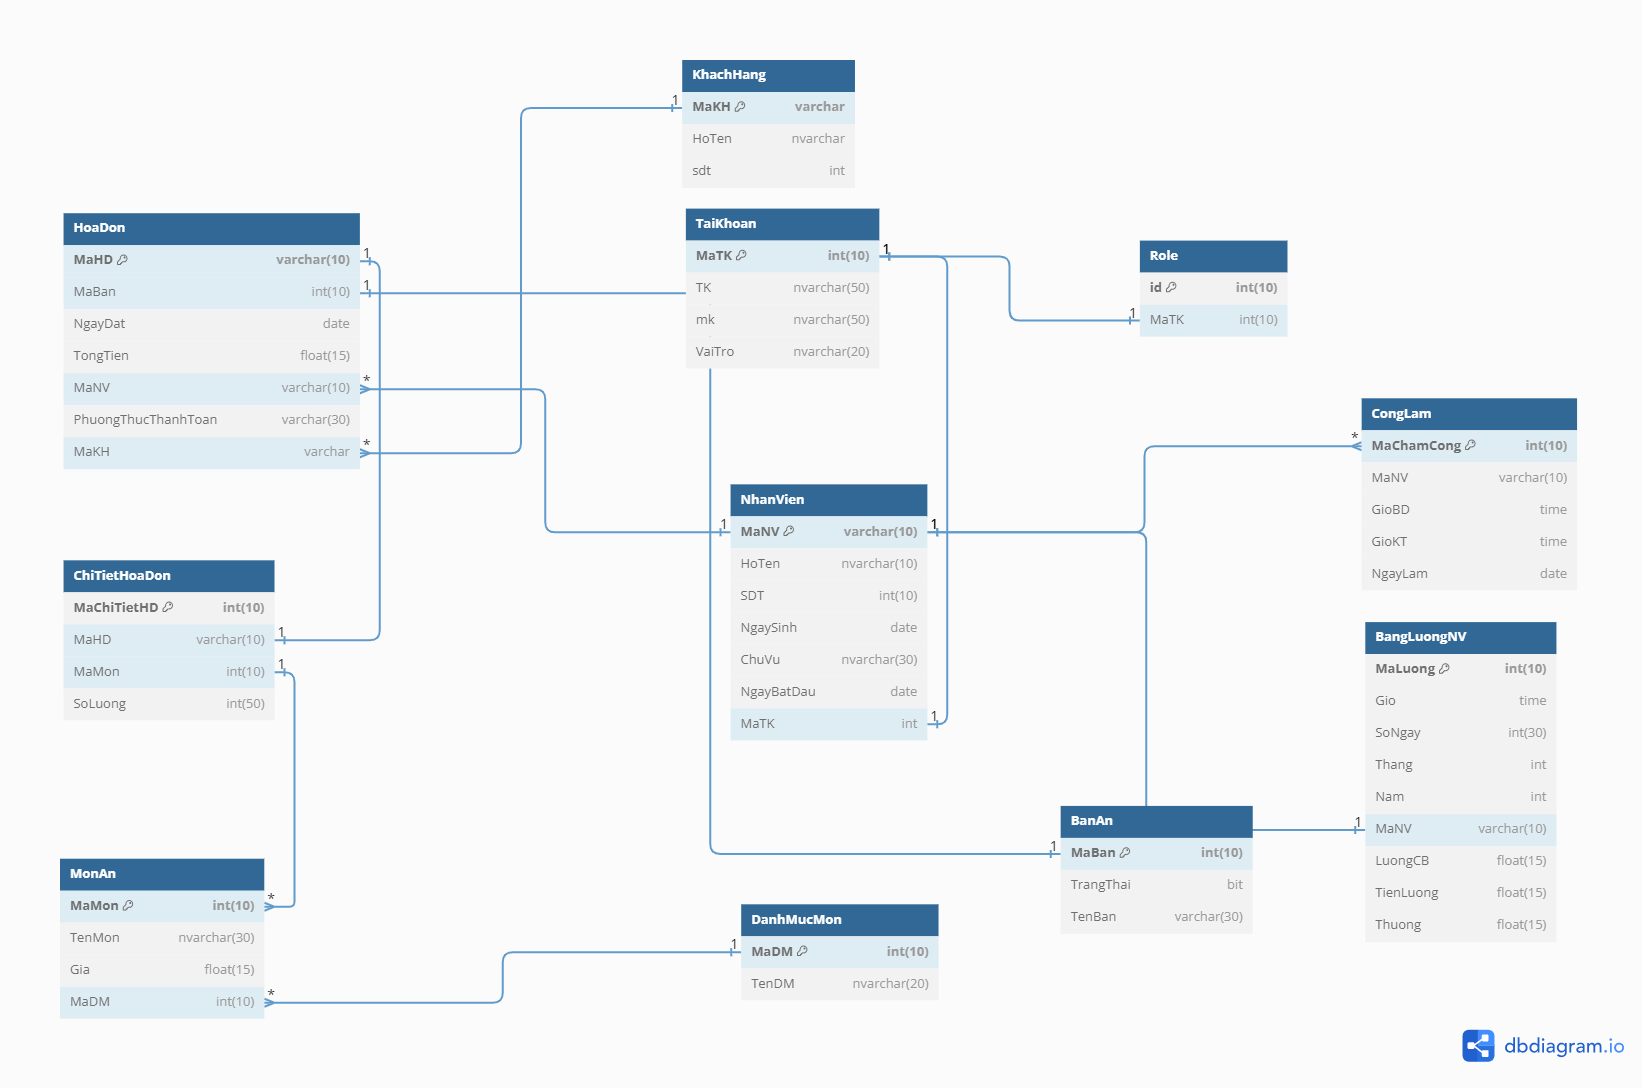 KhachHang
MaKH varchar
HoTen nvarchar
sdt int
HoaDon
MaHD varchar(10)
MaBan int(10)
NgayDat date
TongTien float(15)
MaNV varchar(10)
PhuongThucThanhToan varchar(30)
MaKH varchar
TaiKhoan
MaTK int(10)
TK nvarchar(50)
mk nvarchar(50)
VaiTro nvarchar(20)
Role
id int(10)
MaTK int(10)
CongLam
MaChamCong int(10)
MaNV varchar(10)
GioBD time
GioKT time
NgayLam date
NhanVien
MaNV varchar(10)
HoTen nvarchar(10)
SDT int(10)
NgaySinh date
ChuVu nvarchar(30)
NgayBatDau date
MaTK int
ChiTietHoaDon
MaChiTietHD int(10)
MaHD varchar(10)
MaMon int(10)
SoLuong int(50)
BangLuongNV
MaLuong int(10)
Gio time
SoNgay int(30)
Thang int
Nam int
MaNV varchar(10)
LuongCB float(15)
TienLuong float(15)
Thuong float(15)
BanAn
MaBan int(10)
TrangThai bit
TenBan varchar(30)
MonAn
MaMon int(10)
TenMon nvarchar(30)
Gia float(15)
MaDM int(10)
DanhMucMon
MaDM int(10)
TenDM nvarchar(20)
1
1
1
*
*
1
1
1
1
*
1
1
1
1
1
1
*
*
1
dbdiagram.io